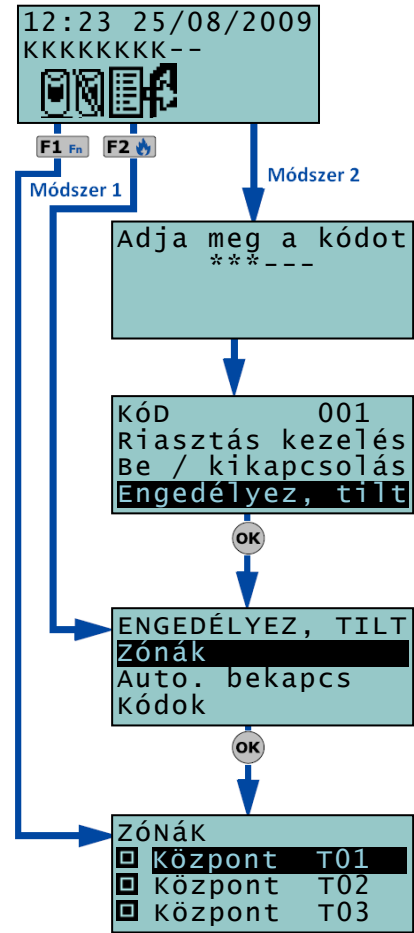 12:23 25/08/2009
KKKKKKKK--
F1 Fn F2
Módszer 1
Módszer 2
Adja meg a kódot
***---
KóD 001
Riasztás kezelés
Be / kikapcsolás
Engedélyez, tilt
OK
ENGEDÉLYEZ, TILT
Zónák
Auto. bekapcs
Kódok
OK
ZóNáK
Központ T01
Központ T02
Központ T03